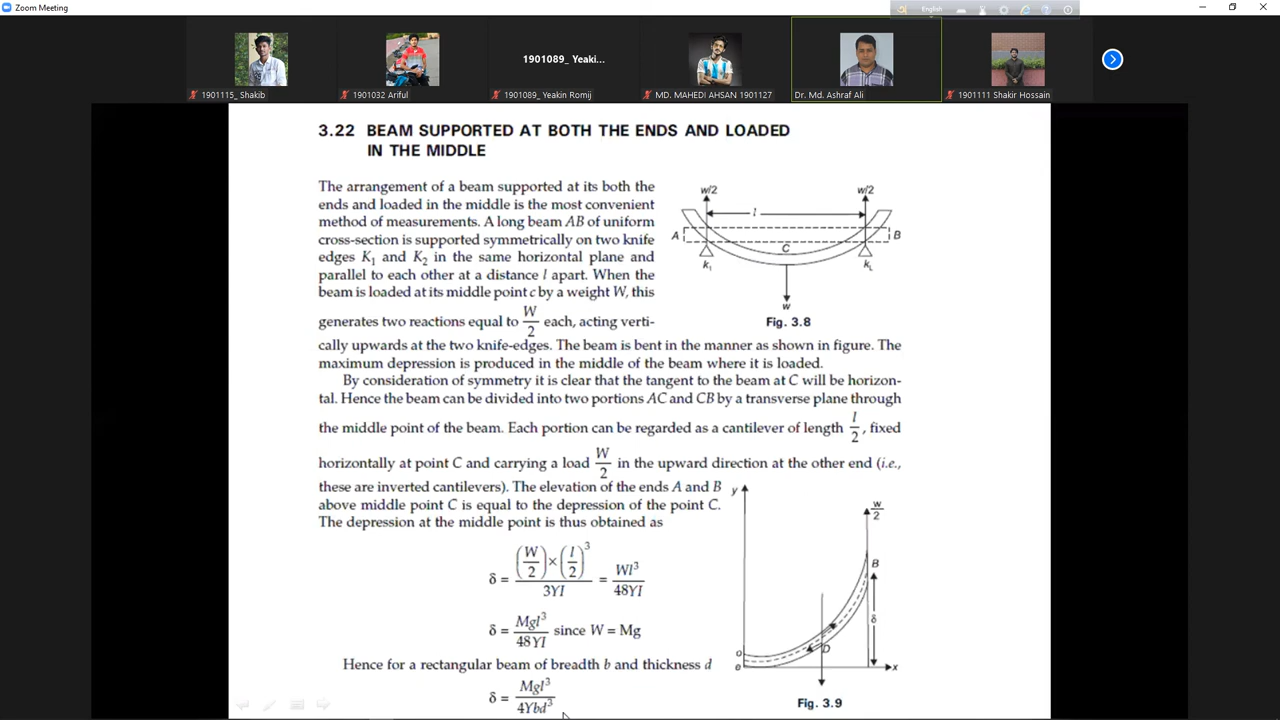 Zoom Meeting
English
1901089_ Yeaki...
1901115_ Shakib
1901032 Ariful
1901089_ Yeakin Romij
MD. MAHEDI AHSAN 1901127
Dr. Md. Ashraf Ali
1901111 Shakir Hossain
3.22 BEAM SUPPORTED AT BOTH THE ENDS AND LOADED
IN THE MIDDLE
The arrangement of a beam supported at its both the
ends and loaded in the middle is the most convenient
method of measurements. A long beam AB of uniform
cross-section is supported symmetrically on two knife
edges K₁ and K₂ in the same horizontal plane and
parallel to each other at a distance l apart. When the
beam is loaded at its middle point c by a weight W, this
generates two reactions equal to W/2 each, acting verti-
w/2 w/2
l
A B
C
k₁ k_L
w
Fig. 3.8
cally upwards at the two knife-edges. The beam is bent in the manner as shown in figure. The
maximum depression is produced in the middle of the beam where it is loaded.
By consideration of symmetry it is clear that the tangent to the beam at C will be horizon-
tal. Hence the beam can be divided into two portions AC and CB by a transverse plane through
the middle point of the beam. Each portion can be regarded as a cantilever of length l/2, fixed
horizontally at point C and carrying a load W/2 in the upward direction at the other end (i.e.,
these are inverted cantilevers). The elevation of the ends A and B
above middle point C is equal to the depression of the point C.
The depression at the middle point is thus obtained as
δ = (W/2)×(l/2)³/3YI = Wl³/48YI
δ = Mgl³/48YI since W = Mg
Hence for a rectangular beam of breadth b and thickness d
δ = Mgl³/4Ybd³
y
w/2
B
δ
D
o
e
x
Fig. 3.9